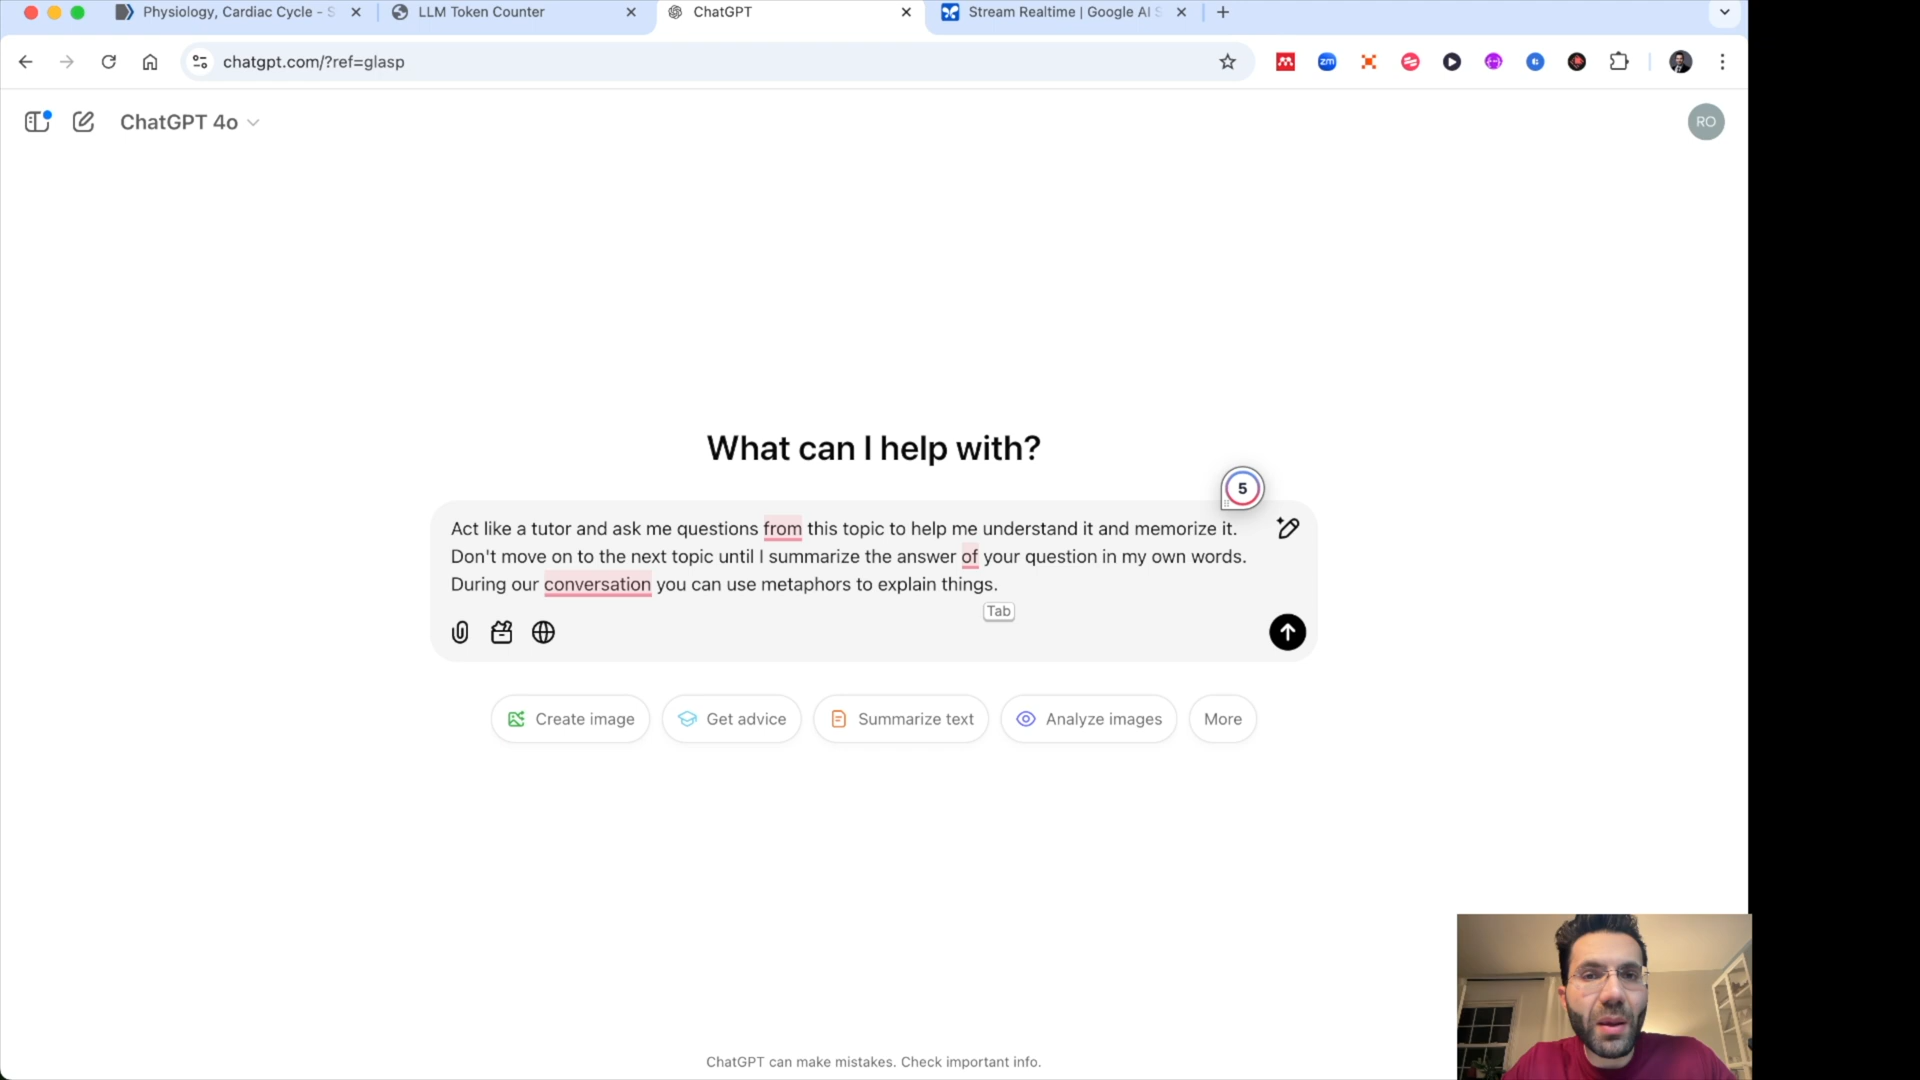 Physiology, Cardiac Cycle - S
LLM Token Counter
ChatGPT
Stream Realtime | Google AI S
chatgpt.com/?ref=glasp
zm
ChatGPT 4o
RO
What can I help with?
5
Act like a tutor and ask me questions from this topic to help me understand it and memorize it.
Don't move on to the next topic until I summarize the answer of your question in my own words.
During our conversation you can use metaphors to explain things.
Tab
Create image
Get advice
Summarize text
Analyze images
More
ChatGPT can make mistakes. Check important info.